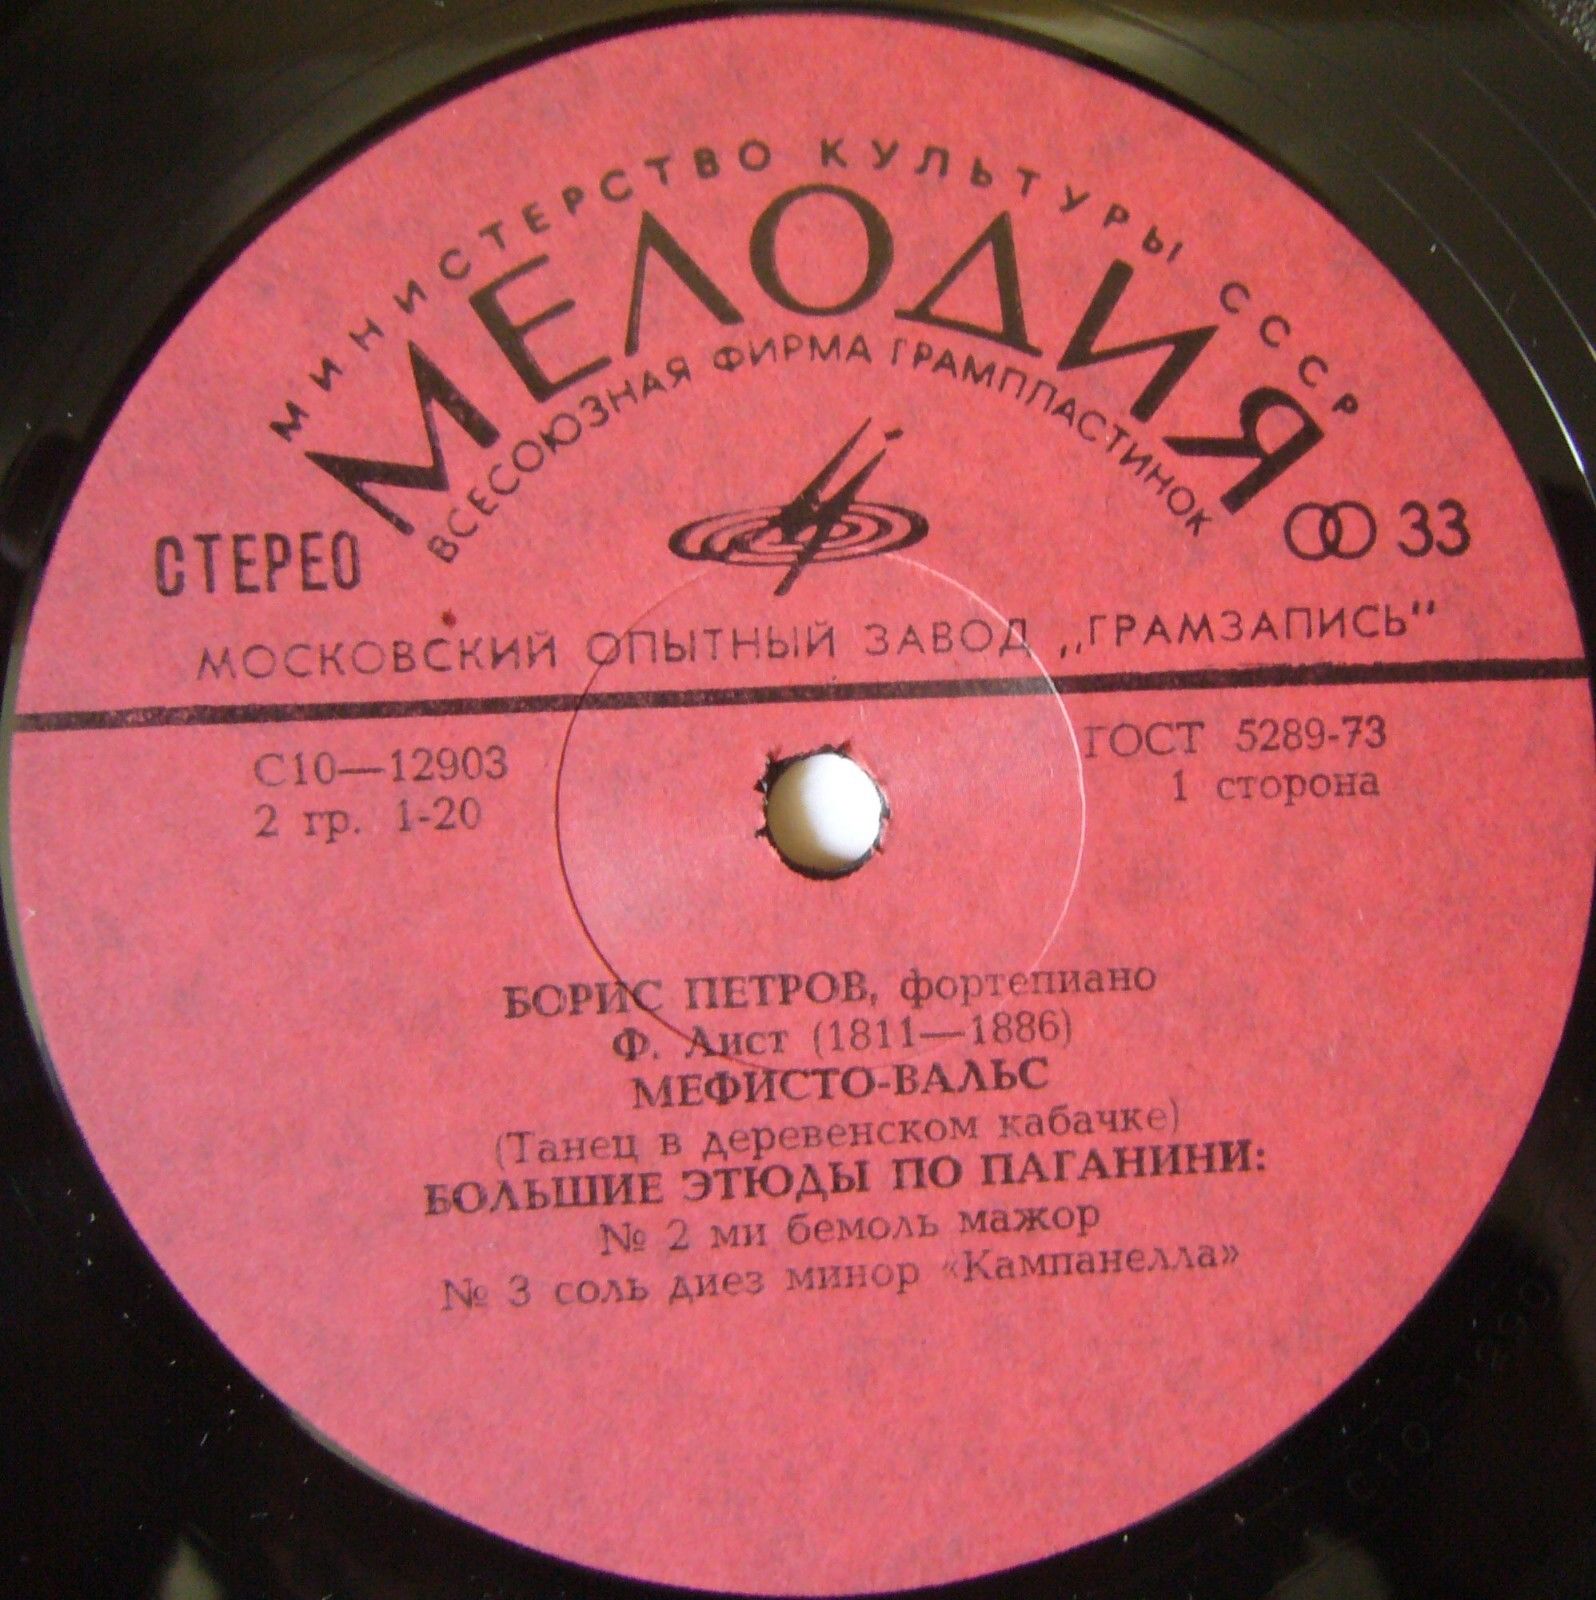 МИНИСТЕРСТВО КУЛЬТУРЫ СССР
МЕЛОДИЯ
ВСЕСОЮЗНАЯ ФИРМА ГРАМПЛАСТИНОК
СТЕРЕО
33
МОСКОВСКИЙ ОПЫТНЫЙ ЗАВОД „ГРАМЗАПИСЬ"
С10—12903
ГОСТ 5289-73
2 гр. 1-20
1 сторона
БОРИС ПЕТРОВ, фортепиано
Ф. Лист (1811—1886)
МЕФИСТО-ВАЛЬС
(Танец в деревенском кабачке)
БОЛЬШИЕ ЭТЮДЫ ПО ПАГАНИНИ:
№ 2 ми бемоль мажор
№ 3 соль диез минор «Кампанелла»